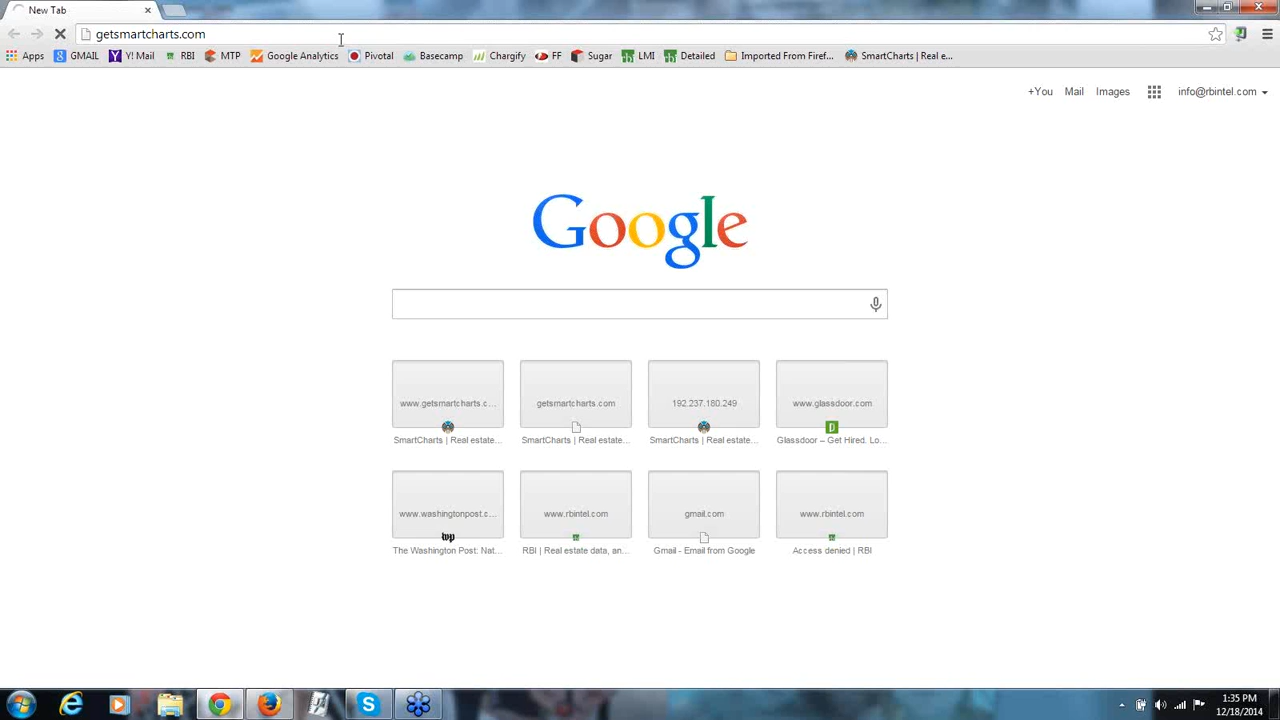 New Tab
getsmartcharts.com
Apps GMAIL Y! Mail RBI MTP Google Analytics Pivotal Basecamp Chargify FF Sugar LMI Detailed Imported From Firef... SmartCharts | Real e...
+You Mail Images info@rbintel.com
Google
www.getsmartcharts.c... getsmartcharts.com 192.237.180.249 www.glassdoor.com
SmartCharts | Real estate... SmartCharts | Real estate... SmartCharts | Real estate... Glassdoor – Get Hired. Lo...
www.washingtonpost.c... www.rbintel.com gmail.com www.rbintel.com
wp
The Washington Post: Nat... RBI | Real estate data, an... Gmail - Email from Google Access denied | RBI
1:35 PM
12/18/2014